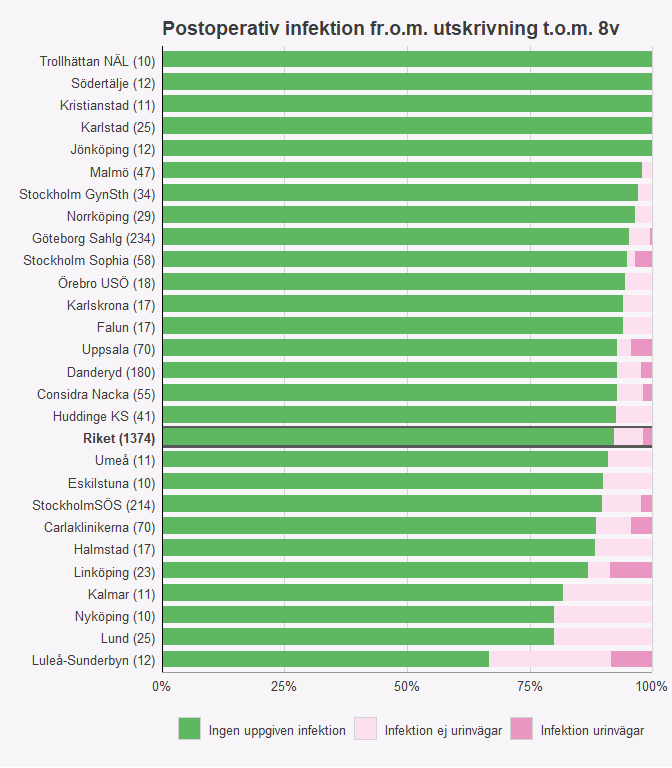 Postoperativ infektion fr.o.m. utskrivning t.o.m. 8v
Trollhättan NÄL (10)
Södertälje (12)
Kristianstad (11)
Karlstad (25)
Jönköping (12)
Malmö (47)
Stockholm GynSth (34)
Norrköping (29)
Göteborg Sahlg (234)
Stockholm Sophia (58)
Örebro USÖ (18)
Karlskrona (17)
Falun (17)
Uppsala (70)
Danderyd (180)
Considra Nacka (55)
Huddinge KS (41)
Riket (1374)
Umeå (11)
Eskilstuna (10)
StockholmSÖS (214)
Carlaklinikerna (70)
Halmstad (17)
Linköping (23)
Kalmar (11)
Nyköping (10)
Lund (25)
Luleå-Sunderbyn (12)
0% 25% 50% 75% 100%
Ingen uppgiven infektion Infektion ej urinvägar Infektion urinvägar